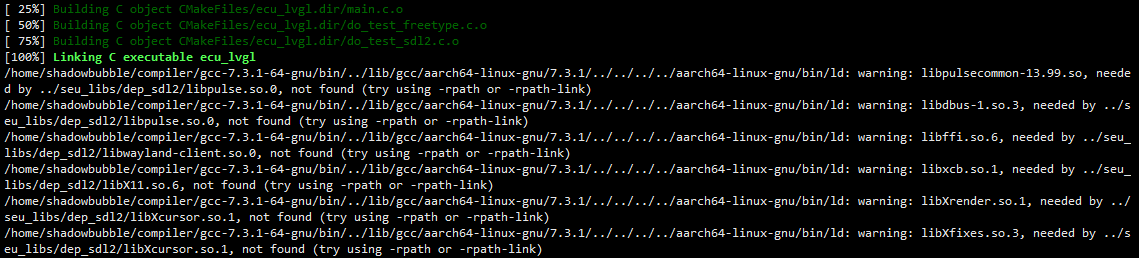 [ 25%] Building C object CMakeFiles/ecu_lvgl.dir/main.c.o
[ 50%] Building C object CMakeFiles/ecu_lvgl.dir/do_test_freetype.c.o
[ 75%] Building C object CMakeFiles/ecu_lvgl.dir/do_test_sdl2.c.o
[100%] Linking C executable ecu_lvgl
/home/shadowbubble/compiler/gcc-7.3.1-64-gnu/bin/../lib/gcc/aarch64-linux-gnu/7.3.1/../../../../aarch64-linux-gnu/bin/ld: warning: libpulsecommon-13.99.so, neede
d by ../seu_libs/dep_sdl2/libpulse.so.0, not found (try using -rpath or -rpath-link)
/home/shadowbubble/compiler/gcc-7.3.1-64-gnu/bin/../lib/gcc/aarch64-linux-gnu/7.3.1/../../../../aarch64-linux-gnu/bin/ld: warning: libdbus-1.so.3, needed by ../s
eu_libs/dep_sdl2/libpulse.so.0, not found (try using -rpath or -rpath-link)
/home/shadowbubble/compiler/gcc-7.3.1-64-gnu/bin/../lib/gcc/aarch64-linux-gnu/7.3.1/../../../../aarch64-linux-gnu/bin/ld: warning: libffi.so.6, needed by ../seu_
libs/dep_sdl2/libwayland-client.so.0, not found (try using -rpath or -rpath-link)
/home/shadowbubble/compiler/gcc-7.3.1-64-gnu/bin/../lib/gcc/aarch64-linux-gnu/7.3.1/../../../../aarch64-linux-gnu/bin/ld: warning: libxcb.so.1, needed by ../seu_
libs/dep_sdl2/libX11.so.6, not found (try using -rpath or -rpath-link)
/home/shadowbubble/compiler/gcc-7.3.1-64-gnu/bin/../lib/gcc/aarch64-linux-gnu/7.3.1/../../../../aarch64-linux-gnu/bin/ld: warning: libXrender.so.1, needed by ../
seu_libs/dep_sdl2/libXcursor.so.1, not found (try using -rpath or -rpath-link)
/home/shadowbubble/compiler/gcc-7.3.1-64-gnu/bin/../lib/gcc/aarch64-linux-gnu/7.3.1/../../../../aarch64-linux-gnu/bin/ld: warning: libXfixes.so.3, needed by ../s
eu_libs/dep_sdl2/libXcursor.so.1, not found (try using -rpath or -rpath-link)